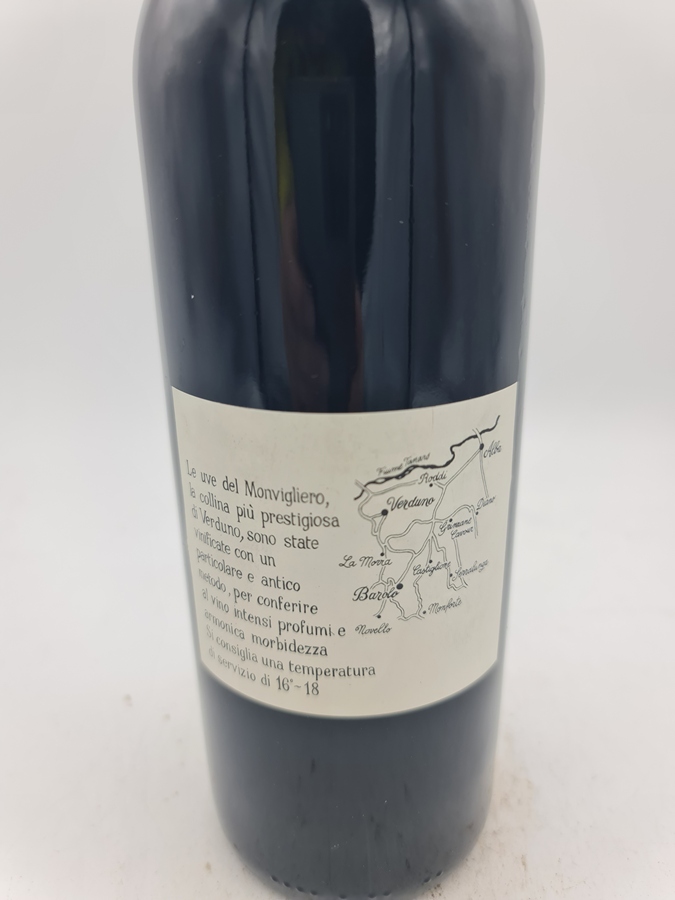 Le uve del Monvigliero,
la collina più prestigiosa
di Verduno, sono state
vinificate con un
particolare e antico
metodo, per conferire
al vino intensi profumi e
armonica morbidezza
Si consiglia una temperatura
di servizio di 16°-18
Fiume Tanaro
Alba
Roddi
Verduno
Diano
Grinzane
Cavour
La Morra
Castiglione
Serralunga
Barolo
Monforte
Novello